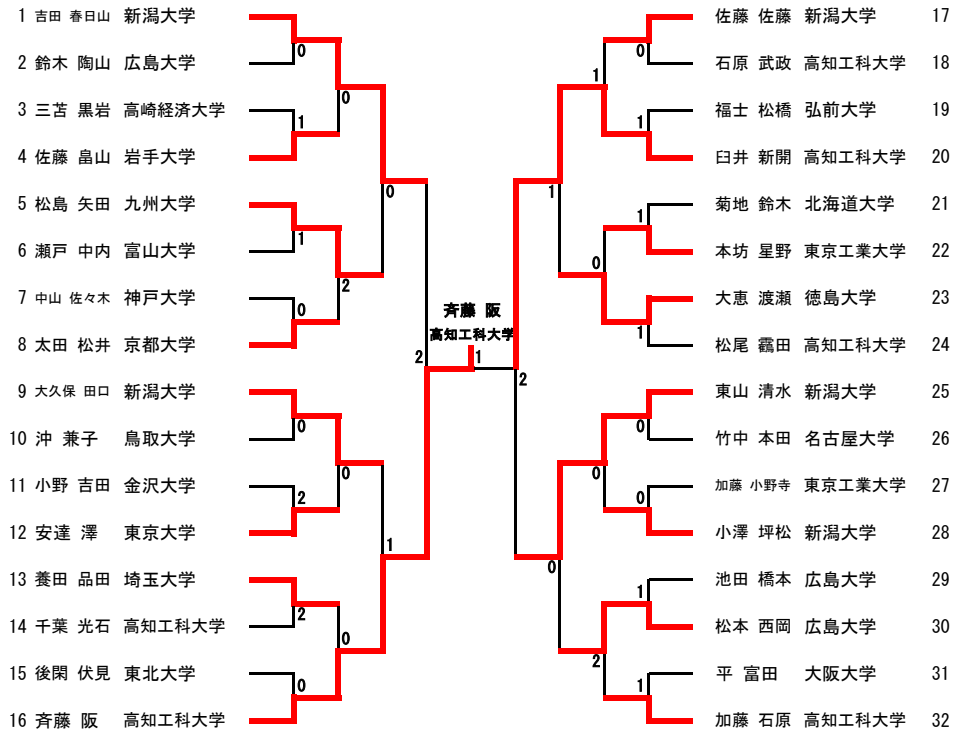 1 吉田 春日山 新潟大学
0
2 鈴木 陶山 広島大学
0
3 三苫 黒岩 高崎経済大学
1
4 佐藤 畠山 岩手大学
0
5 松島 矢田 九州大学
1
6 瀬戸 中内 富山大学
2
7 中山 佐々木 神戸大学
0
8 太田 松井 京都大学
2
9 大久保 田口 新潟大学
0
10 沖 兼子 鳥取大学
0
11 小野 吉田 金沢大学
2
12 安達 澤 東京大学
1
13 養田 品田 埼玉大学
2
14 千葉 光石 高知工科大学
0
15 後閑 伏見 東北大学
0
16 斉藤 阪 高知工科大学
斉藤 阪
高知工科大学
1
佐藤 佐藤 新潟大学 17
0
石原 武政 高知工科大学 18
1
福士 松橋 弘前大学 19
1
臼井 新開 高知工科大学 20
1
菊地 鈴木 北海道大学 21
1
本坊 星野 東京工業大学 22
0
大恵 渡瀬 徳島大学 23
1
松尾 靏田 高知工科大学 24
2
東山 清水 新潟大学 25
0
竹中 本田 名古屋大学 26
0
加藤 小野寺 東京工業大学 27
0
小澤 坪松 新潟大学 28
0
池田 橋本 広島大学 29
1
松本 西岡 広島大学 30
2
平 富田 大阪大学 31
1
加藤 石原 高知工科大学 32